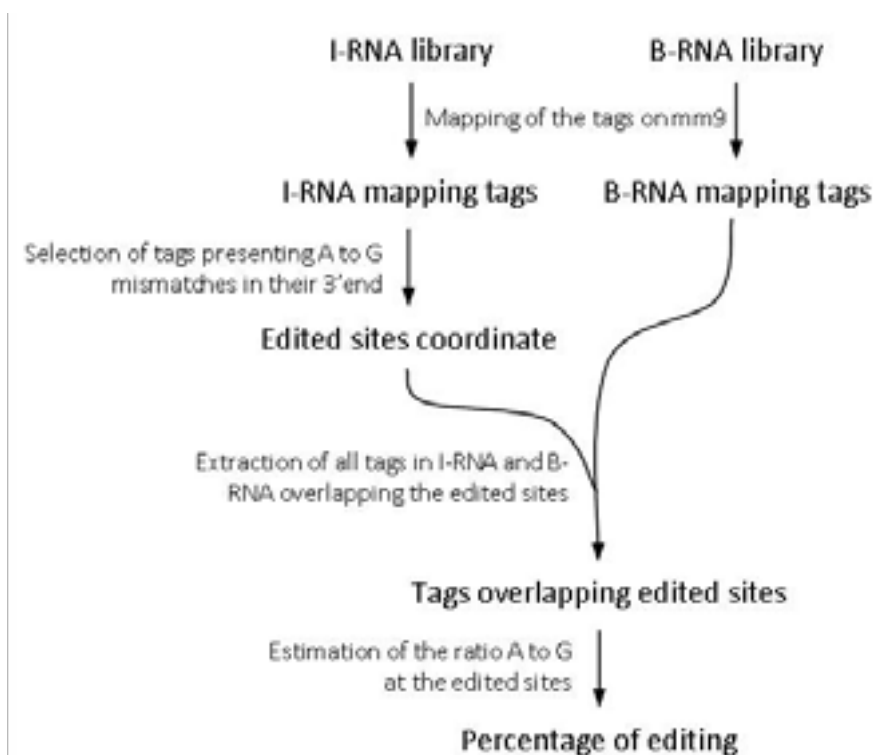 I-RNA library
B-RNA library
Mapping of the tags on mm9
I-RNA mapping tags
B-RNA mapping tags
Selection of tags presenting A to G
mismatches in their 3'end
Edited sites coordinate
Extraction of all tags in I-RNA and B-
RNA overlapping the edited sites
Tags overlapping edited sites
Estimation of the ratio A to G
at the edited sites
Percentage of editing